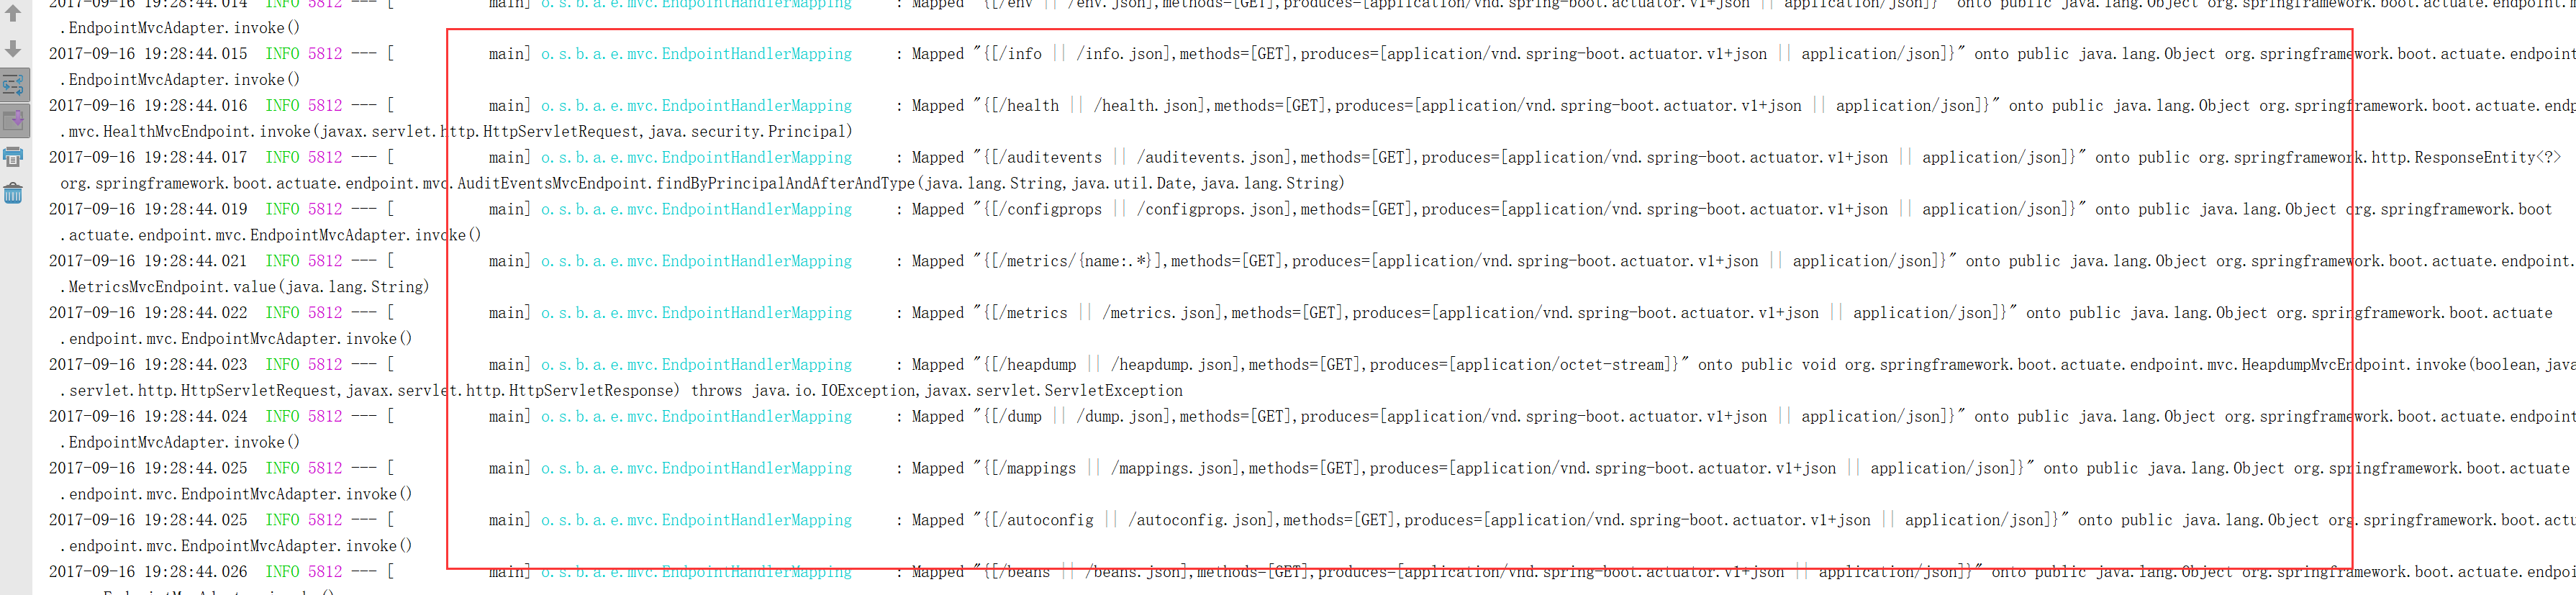 2017-09-16 19:28:44.014  INFO 5812 --- [           main] o.s.b.a.e.mvc.EndpointHandlerMapping     : Mapped "{[/env || /env.json],methods=[GET],produces=[application/vnd.spring-boot.actuator.v1+json || application/json]}" onto public java.lang.Object org.springframework.boot.actuate.endpoint.m
.EndpointMvcAdapter.invoke()
2017-09-16 19:28:44.015  INFO 5812 --- [           main] o.s.b.a.e.mvc.EndpointHandlerMapping     : Mapped "{[/info || /info.json],methods=[GET],produces=[application/vnd.spring-boot.actuator.v1+json || application/json]}" onto public java.lang.Object org.springframework.boot.actuate.endpoint
.EndpointMvcAdapter.invoke()
2017-09-16 19:28:44.016  INFO 5812 --- [           main] o.s.b.a.e.mvc.EndpointHandlerMapping     : Mapped "{[/health || /health.json],methods=[GET],produces=[application/vnd.spring-boot.actuator.v1+json || application/json]}" onto public java.lang.Object org.springframework.boot.actuate.endp
.mvc.HealthMvcEndpoint.invoke(javax.servlet.http.HttpServletRequest,java.security.Principal)
2017-09-16 19:28:44.017  INFO 5812 --- [           main] o.s.b.a.e.mvc.EndpointHandlerMapping     : Mapped "{[/auditevents || /auditevents.json],methods=[GET],produces=[application/vnd.spring-boot.actuator.v1+json || application/json]}" onto public org.springframework.http.ResponseEntity<?>
org.springframework.boot.actuate.endpoint.mvc.AuditEventsMvcEndpoint.findByPrincipalAndAfterAndType(java.lang.String,java.util.Date,java.lang.String)
2017-09-16 19:28:44.019  INFO 5812 --- [           main] o.s.b.a.e.mvc.EndpointHandlerMapping     : Mapped "{[/configprops || /configprops.json],methods=[GET],produces=[application/vnd.spring-boot.actuator.v1+json || application/json]}" onto public java.lang.Object org.springframework.boot
.actuate.endpoint.mvc.EndpointMvcAdapter.invoke()
2017-09-16 19:28:44.021  INFO 5812 --- [           main] o.s.b.a.e.mvc.EndpointHandlerMapping     : Mapped "{[/metrics/{name:.*}],methods=[GET],produces=[application/vnd.spring-boot.actuator.v1+json || application/json]}" onto public java.lang.Object org.springframework.boot.actuate.endpoint.
.MetricsMvcEndpoint.value(java.lang.String)
2017-09-16 19:28:44.022  INFO 5812 --- [           main] o.s.b.a.e.mvc.EndpointHandlerMapping     : Mapped "{[/metrics || /metrics.json],methods=[GET],produces=[application/vnd.spring-boot.actuator.v1+json || application/json]}" onto public java.lang.Object org.springframework.boot.actuate
.endpoint.mvc.EndpointMvcAdapter.invoke()
2017-09-16 19:28:44.023  INFO 5812 --- [           main] o.s.b.a.e.mvc.EndpointHandlerMapping     : Mapped "{[/heapdump || /heapdump.json],methods=[GET],produces=[application/octet-stream]}" onto public void org.springframework.boot.actuate.endpoint.mvc.HeapdumpMvcEndpoint.invoke(boolean,java
.servlet.http.HttpServletRequest,javax.servlet.http.HttpServletResponse) throws java.io.IOException,javax.servlet.ServletException
2017-09-16 19:28:44.024  INFO 5812 --- [           main] o.s.b.a.e.mvc.EndpointHandlerMapping     : Mapped "{[/dump || /dump.json],methods=[GET],produces=[application/vnd.spring-boot.actuator.v1+json || application/json]}" onto public java.lang.Object org.springframework.boot.actuate.endpoint
.EndpointMvcAdapter.invoke()
2017-09-16 19:28:44.025  INFO 5812 --- [           main] o.s.b.a.e.mvc.EndpointHandlerMapping     : Mapped "{[/mappings || /mappings.json],methods=[GET],produces=[application/vnd.spring-boot.actuator.v1+json || application/json]}" onto public java.lang.Object org.springframework.boot.actuate
.endpoint.mvc.EndpointMvcAdapter.invoke()
2017-09-16 19:28:44.025  INFO 5812 --- [           main] o.s.b.a.e.mvc.EndpointHandlerMapping     : Mapped "{[/autoconfig || /autoconfig.json],methods=[GET],produces=[application/vnd.spring-boot.actuator.v1+json || application/json]}" onto public java.lang.Object org.springframework.boot.actu
.endpoint.mvc.EndpointMvcAdapter.invoke()
2017-09-16 19:28:44.026  INFO 5812 --- [           main] o.s.b.a.e.mvc.EndpointHandlerMapping     : Mapped "{[/beans || /beans.json],methods=[GET],produces=[application/vnd.spring-boot.actuator.v1+json || application/json]}" onto public java.lang.Object org.springframework.boot.actuate.endpoi
.EndpointMvcAdapter.invoke()